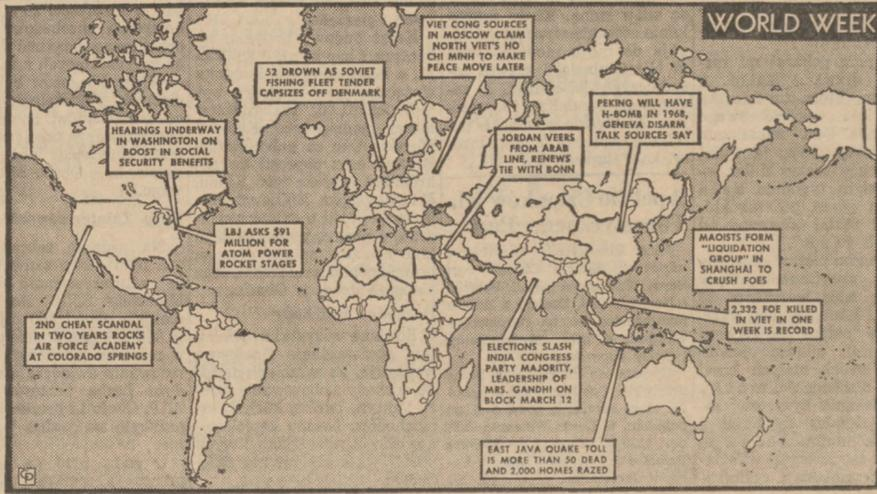 WORLD WEEK
VIET CONG SOURCES
IN MOSCOW CLAIM
NORTH VIET'S HO
CHI MINH TO MAKE
PEACE MOVE LATER
52 DROWN AS SOVIET
FISHING FLEET TENDER
CAPSIZES OFF DENMARK
PEKING WILL HAVE
H-BOMB IN 1968,
GENEVA DISARM
TALK SOURCES SAY
HEARINGS UNDERWAY
IN WASHINGTON ON
BOOST IN SOCIAL
SECURITY BENEFITS
JORDAN VEERS
FROM ARAB
LINE, RENEWS
TIE WITH BONN
LBJ ASKS $91
MILLION FOR
ATOM POWER
ROCKET STAGES
MAOISTS FORM
"LIQUIDATION
GROUP" IN
SHANGHAI TO
CRUSH FOES
2ND CHEAT SCANDAL
IN TWO YEARS ROCKS
AIR FORCE ACADEMY
AT COLORADO SPRINGS
2,332 FOE KILLED
IN VIET IN ONE
WEEK IS RECORD
ELECTIONS SLASH
INDIA CONGRESS
PARTY MAJORITY,
LEADERSHIP OF
MRS. GANDHI ON
BLOCK MARCH 12
EAST JAVA QUAKE TOLL
IS MORE THAN 50 DEAD
AND 2,000 HOMES RAZED
CP